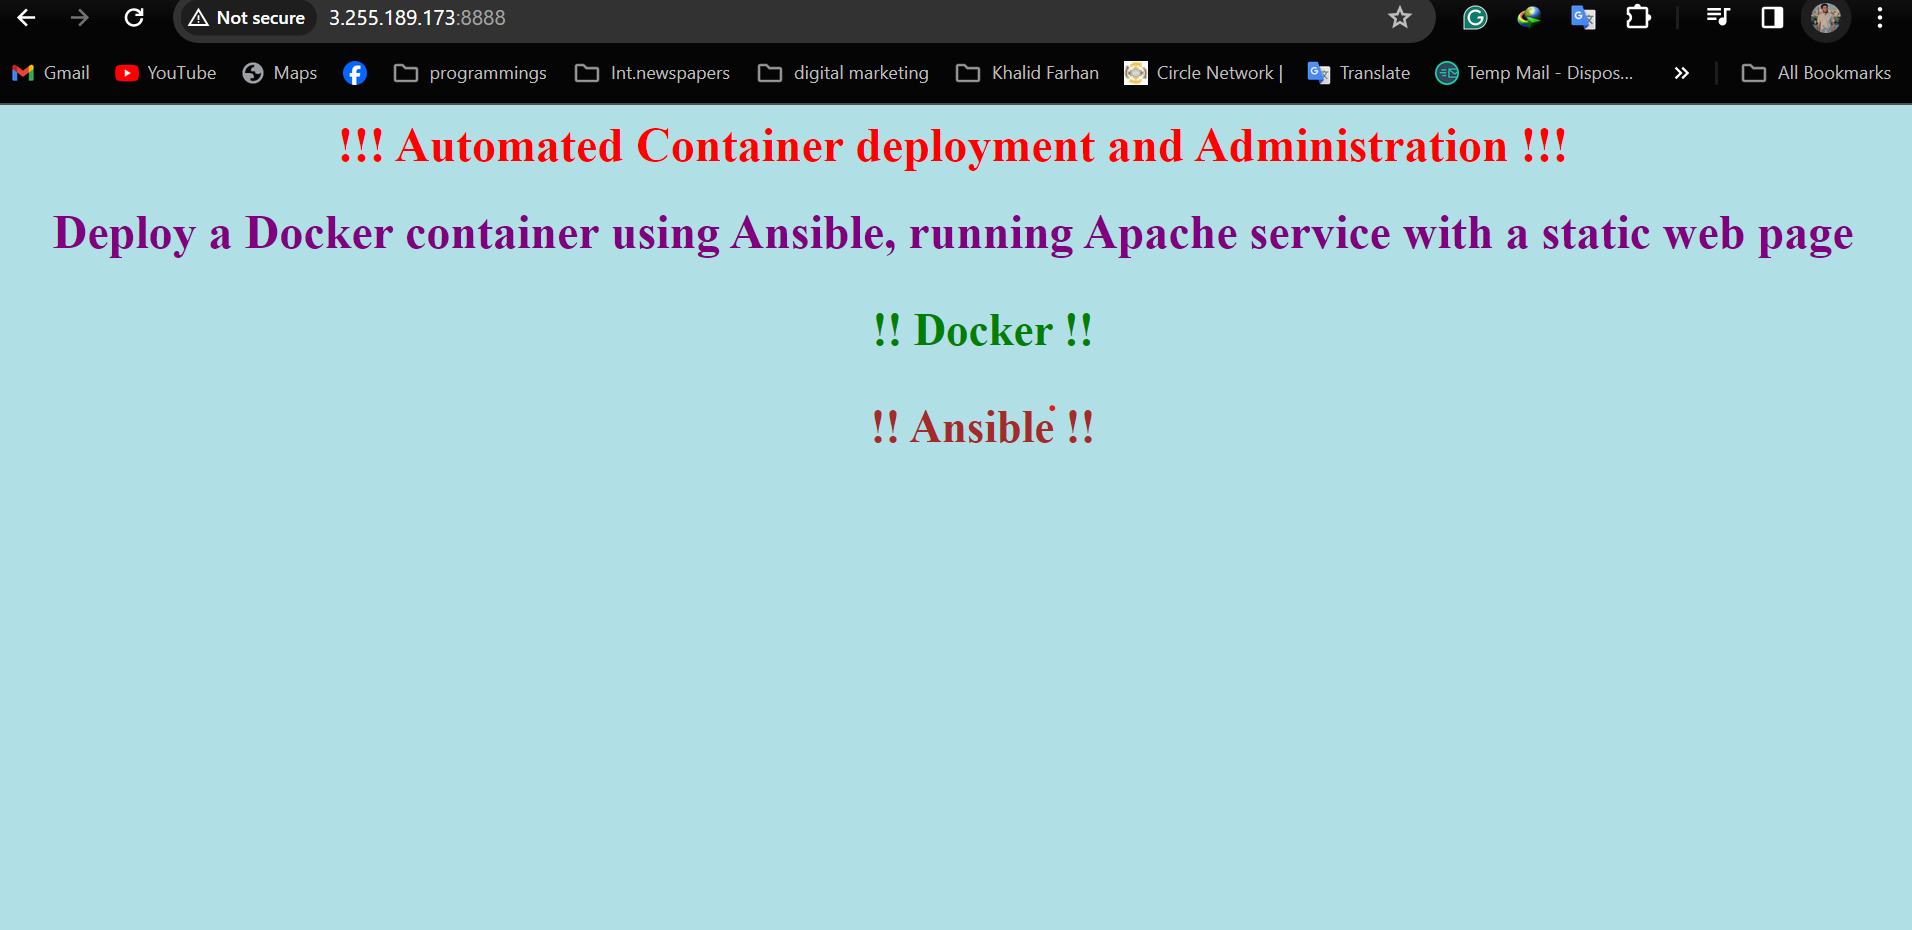 Not secure 3.255.189.173:8888
Gmail YouTube Maps programmings Int.newspapers digital marketing Khalid Farhan Circle Network | Translate Temp Mail - Dispos... All Bookmarks
!!! Automated Container deployment and Administration !!!
Deploy a Docker container using Ansible, running Apache service with a static web page
!! Docker !!
!! Ansible !!